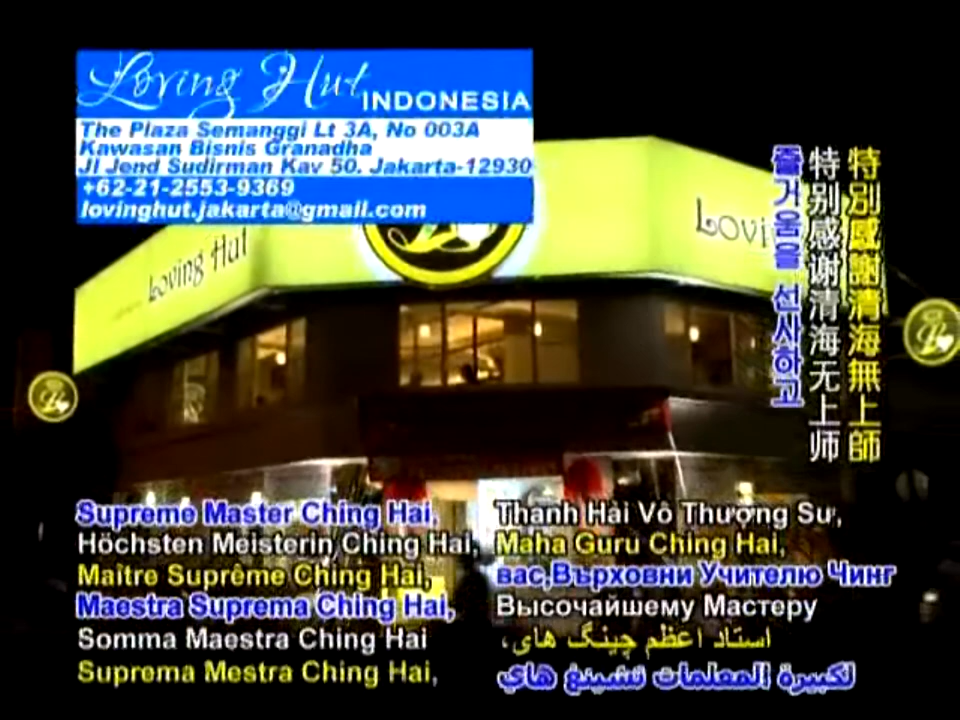 Loving Hut INDONESIA
The Plaza Semanggi Lt 3A, No 003A
Kawasan Bisnis Granadha
Jl Jend Sudirman Kav 50. Jakarta-12930
+62-21-2553-9369
lovinghut.jakarta@gmail.com
Loving Hut
Lovi
特別感謝清海無上師
特别感谢清海无上师
즐거움을 선사하고
Supreme Master Ching Hai,
Höchsten Meisterin,Ching Hai,
Maître Suprême Ching Hai,
Maestra Suprema Ching Hai,
Somma Maestra Ching Hai
Suprema Mestra Ching Hai,
Thanh Hải Vô Thượng Sư,
Maha Guru Ching Hai,
вас,Върховни Учителю Чинг
Высочайшему Мастеру
استاد اعظم چینگ های،
لكبيرة المعلمات تشينغ هاي